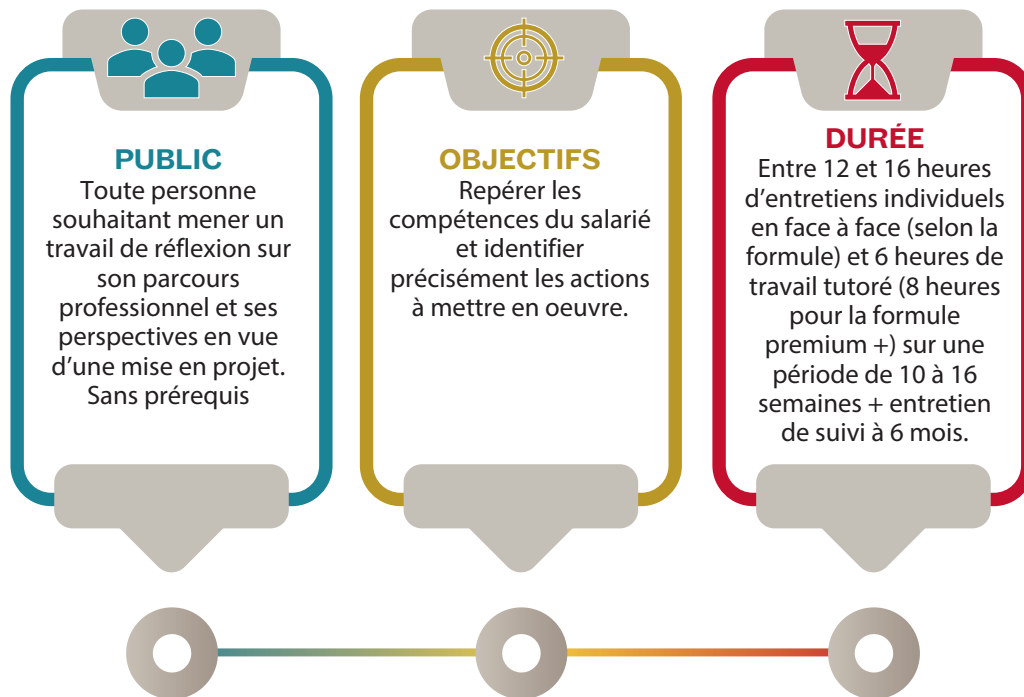 PUBLIC
Toute personne
souhaitant mener un
travail de réflexion sur
son parcours
professionnel et ses
perspectives en vue
d’une mise en projet.
Sans prérequis
OBJECTIFS
Repérer les
compétences du salarié
et identifier
précisément les actions
à mettre en oeuvre.
DURÉE
Entre 12 et 16 heures
d’entretiens individuels
en face à face (selon la
formule) et 6 heures de
travail tutoré (8 heures
pour la formule
premium +) sur une
période de 10 à 16
semaines + entretien
de suivi à 6 mois.